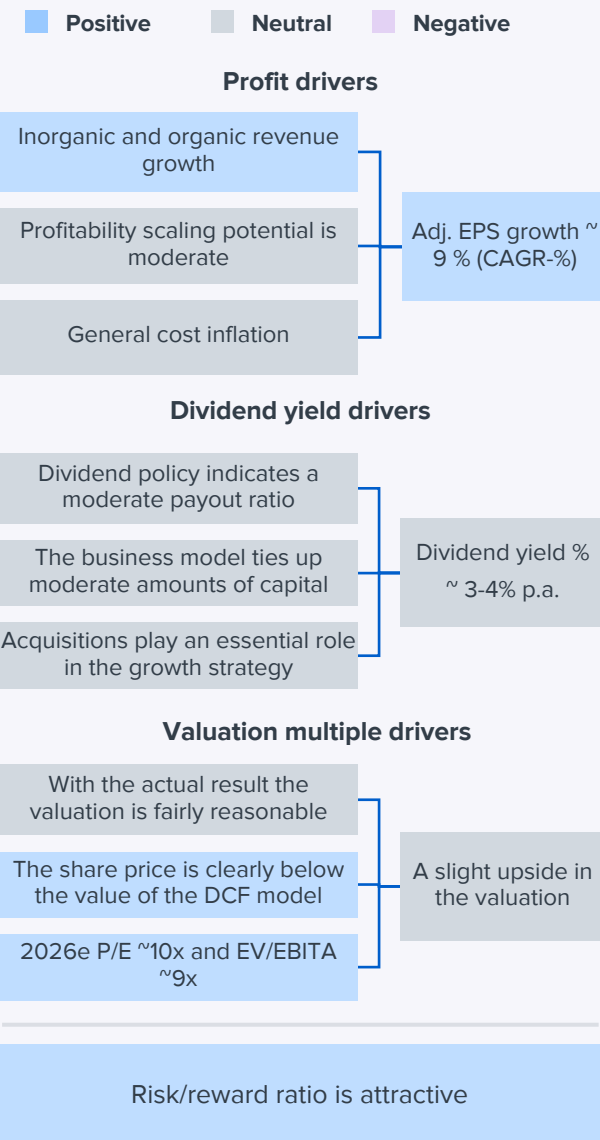 Positive
Neutral
Negative
Profit drivers
Inorganic and organic revenue
growth
Profitability scaling potential is
moderate
General cost inflation
Adj. EPS growth ~
9 % (CAGR-%)
Dividend yield drivers
Dividend policy indicates a
moderate payout ratio
The business model ties up
moderate amounts of capital
Acquisitions play an essential role
in the growth strategy
Dividend yield %
~ 3-4% p.a.
Valuation multiple drivers
With the actual result the
valuation is fairly reasonable
The share price is clearly below
the value of the DCF model
2026e P/E ~10x and EV/EBITA
~9x
A slight upside in
the valuation
Risk/reward ratio is attractive